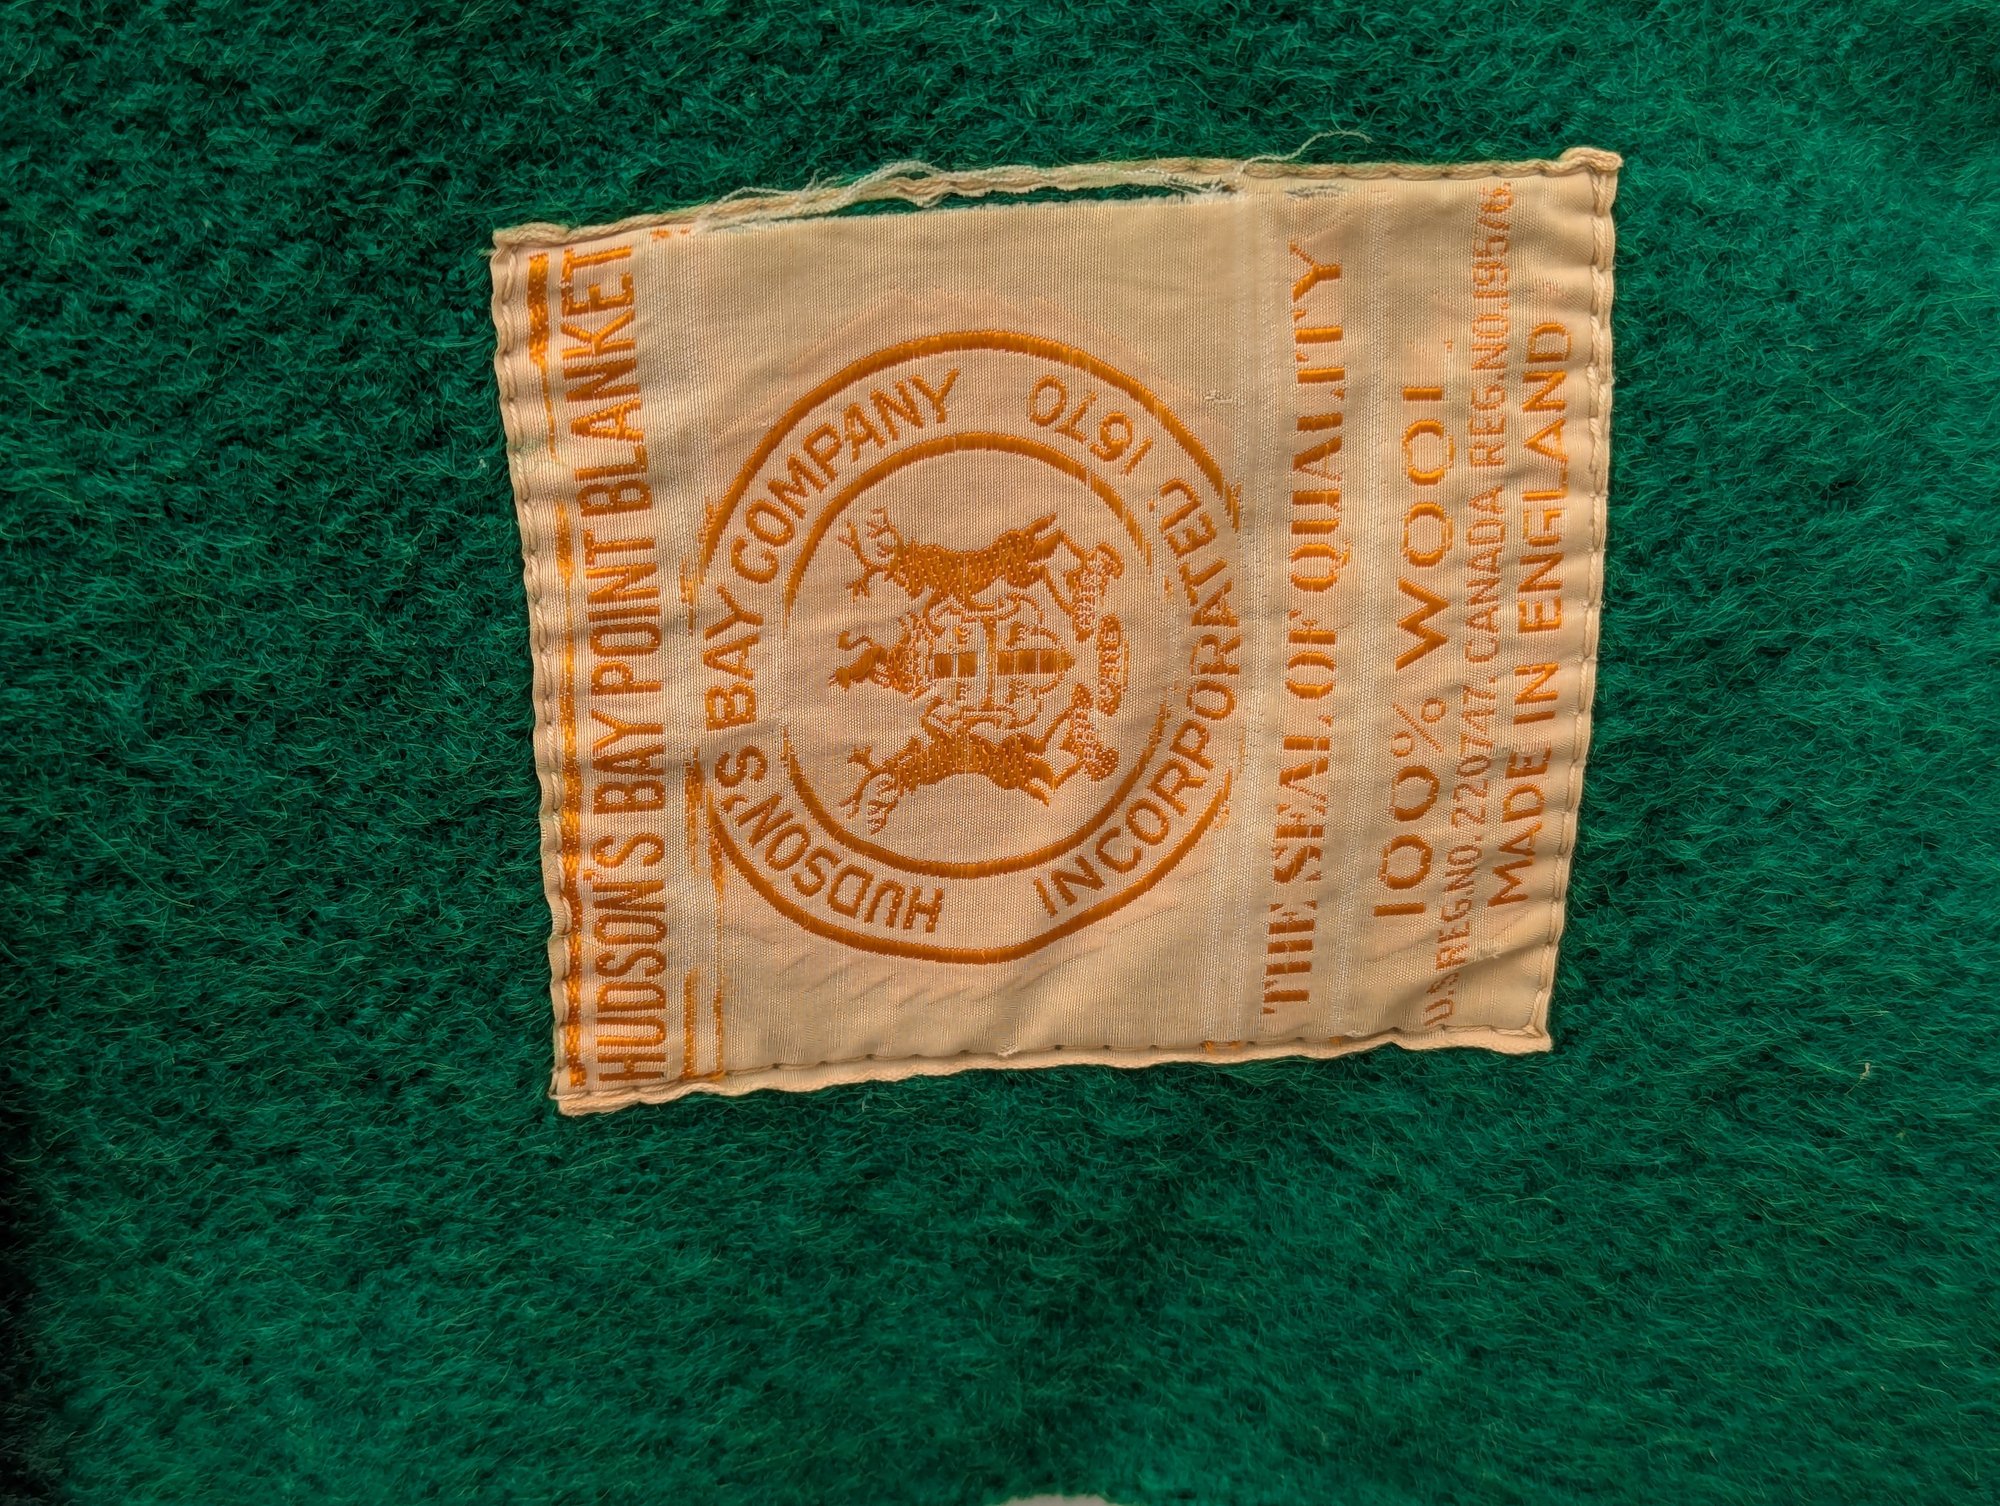 HUDSON'S BAY POINT BLANKET
HUDSON'S BAY COMPANY
INCORPORATED 1670
THE SEAL OF QUALITY
100% WOOL
U.S. REG. NO. 220747. CANADA REG. NO. 19576.
MADE IN ENGLAND